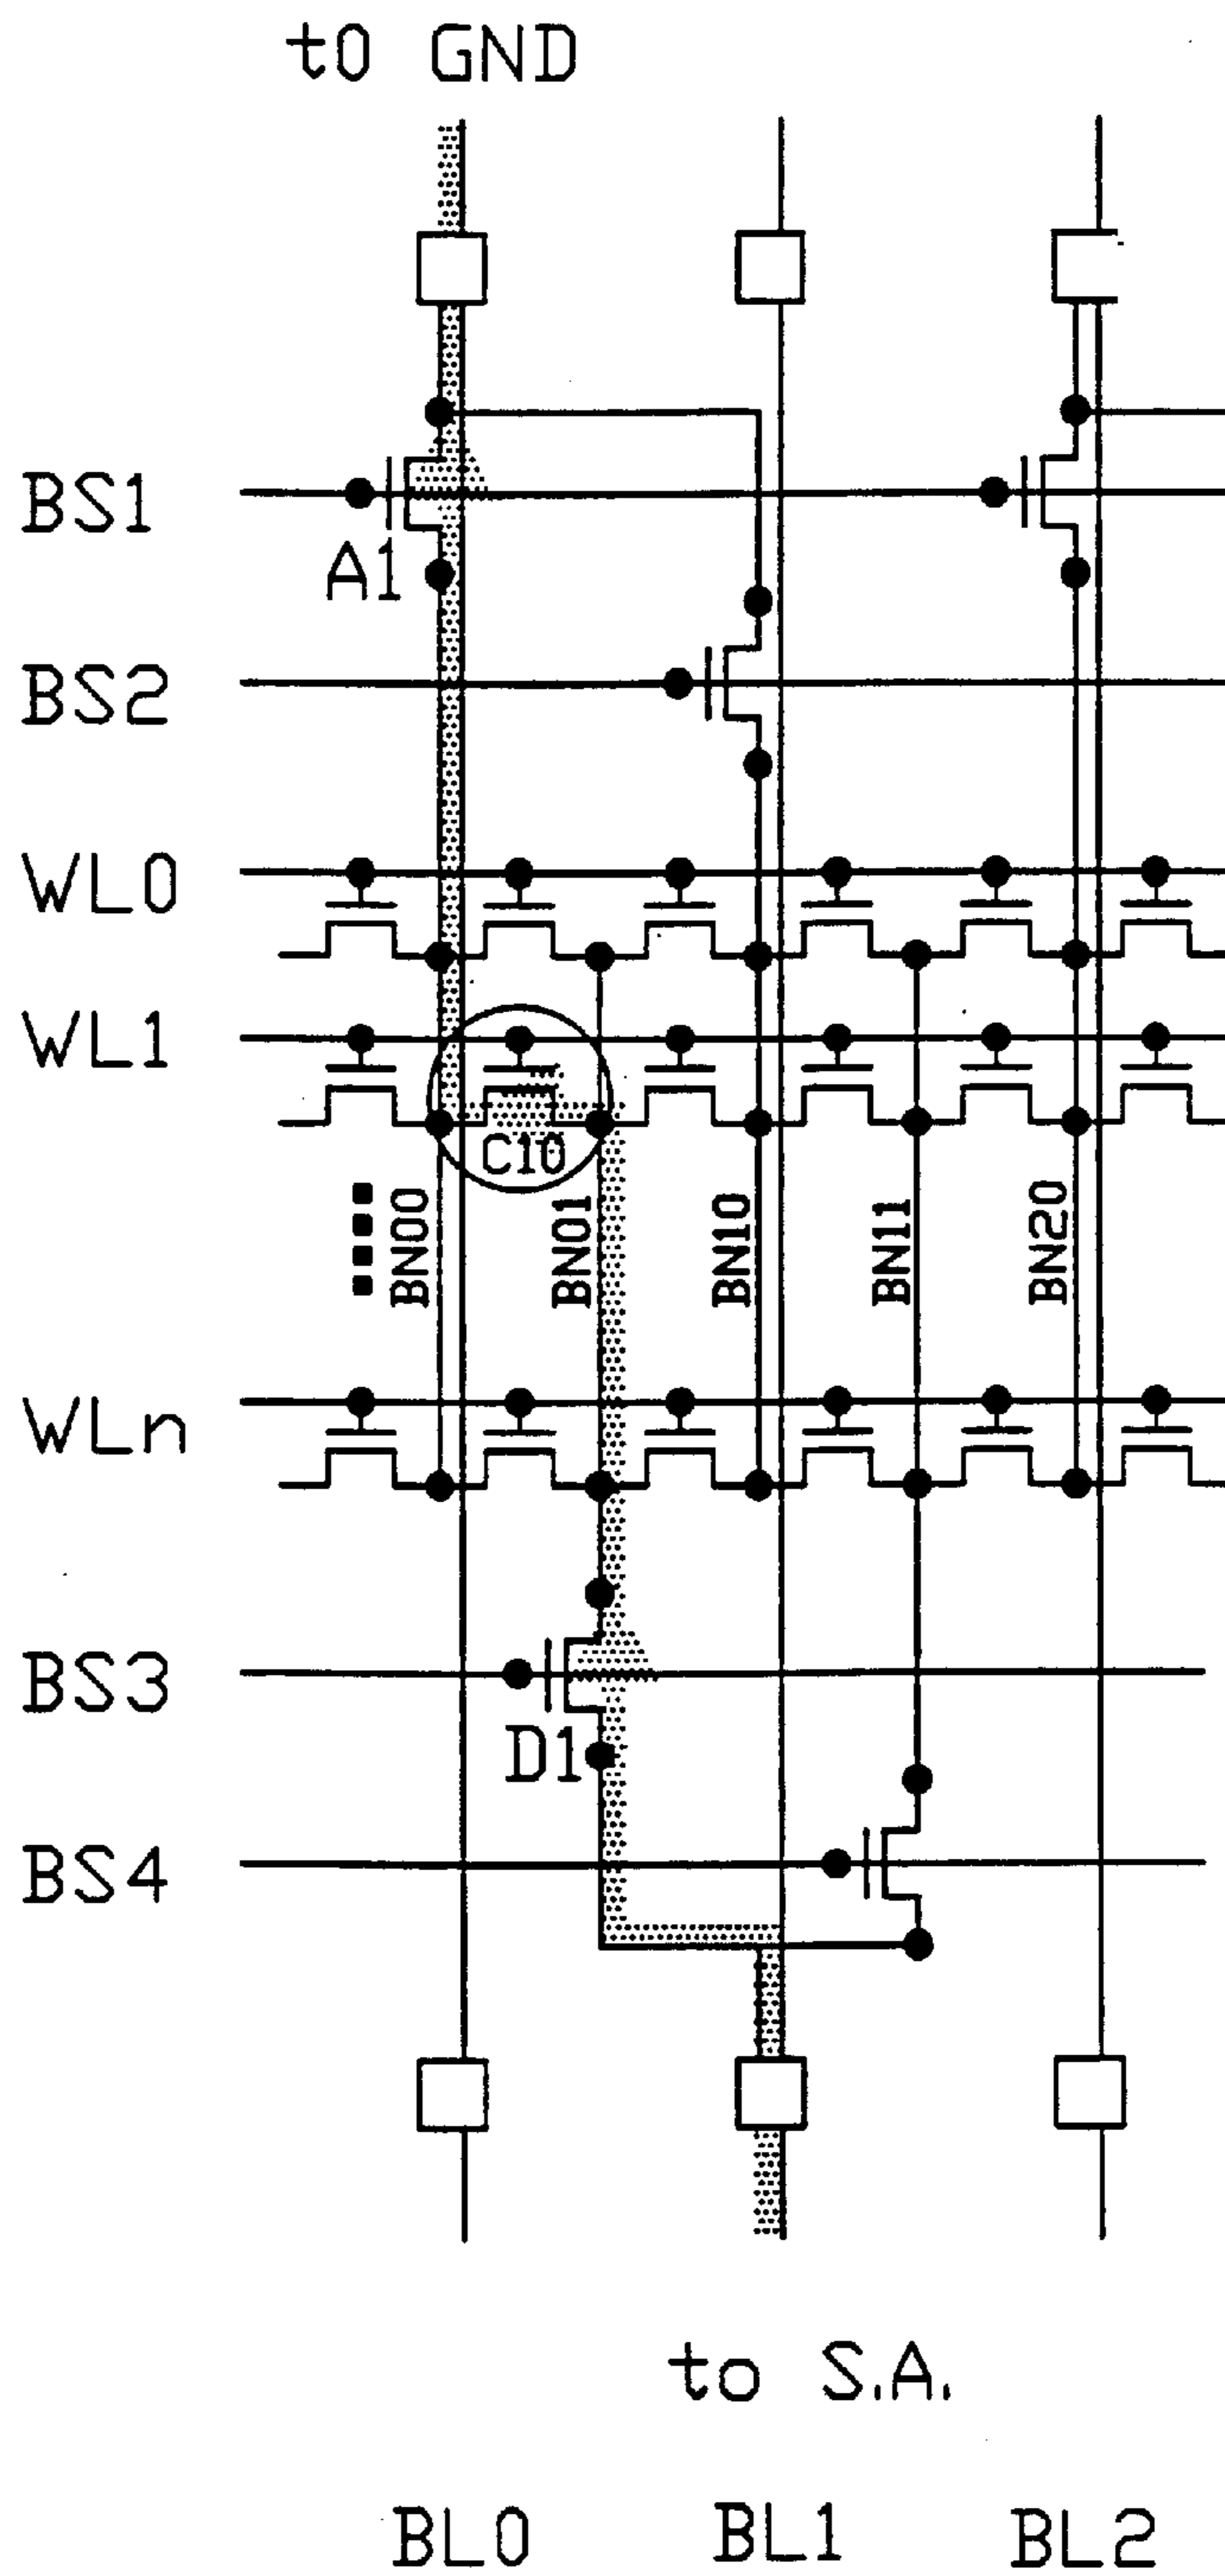 to GND
BS1
A1
BS2
WL0
WL1
C10
BN00
BN01
BN10
BN11
BN20
WLn
BS3
D1
BS4
to S.A.
BL0
BL1
BL2